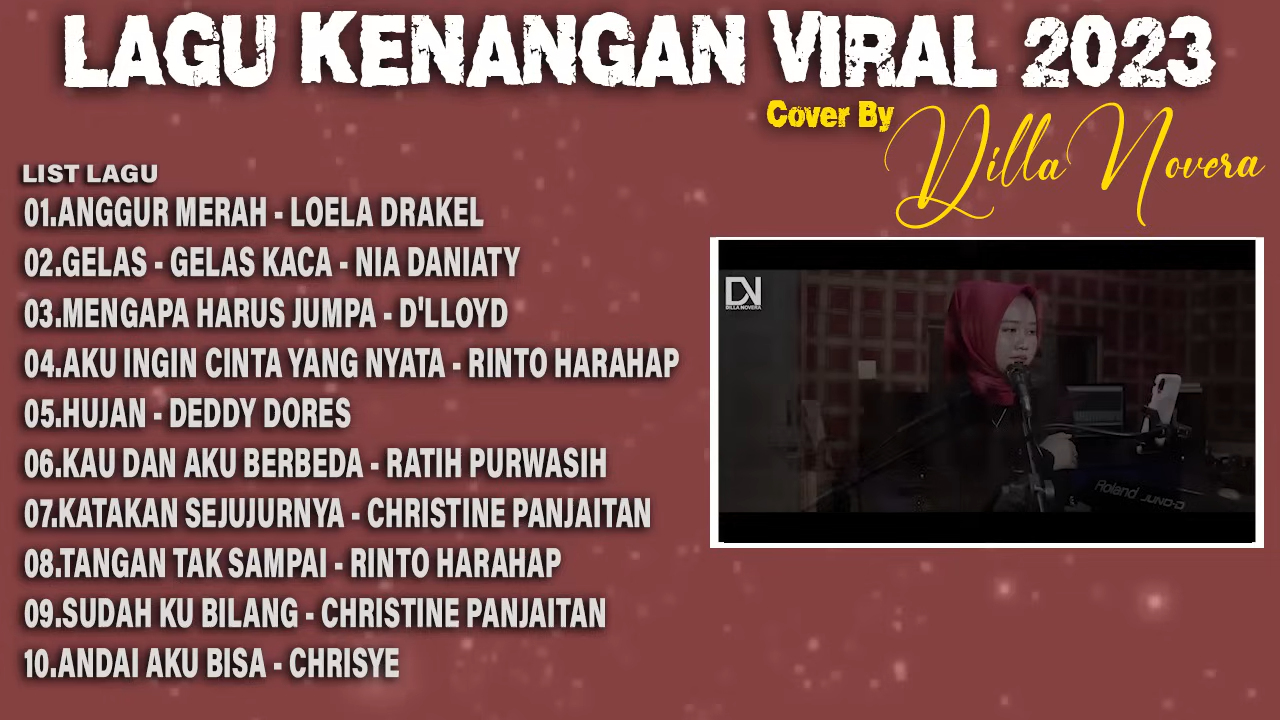 LAGU KENANGAN VIRAL 2023
Cover By Dilla Novera
LIST LAGU
01.ANGGUR MERAH - LOELA DRAKEL
02.GELAS - GELAS KACA - NIA DANIATY
03.MENGAPA HARUS JUMPA - D'LLOYD
04.AKU INGIN CINTA YANG NYATA - RINTO HARAHAP
05.HUJAN - DEDDY DORES
06.KAU DAN AKU BERBEDA - RATIH PURWASIH
07.KATAKAN SEJUJURNYA - CHRISTINE PANJAITAN
08.TANGAN TAK SAMPAI - RINTO HARAHAP
09.SUDAH KU BILANG - CHRISTINE PANJAITAN
10.ANDAI AKU BISA - CHRISYE
DN
DILLA NOVERA
Roland JUNO-D